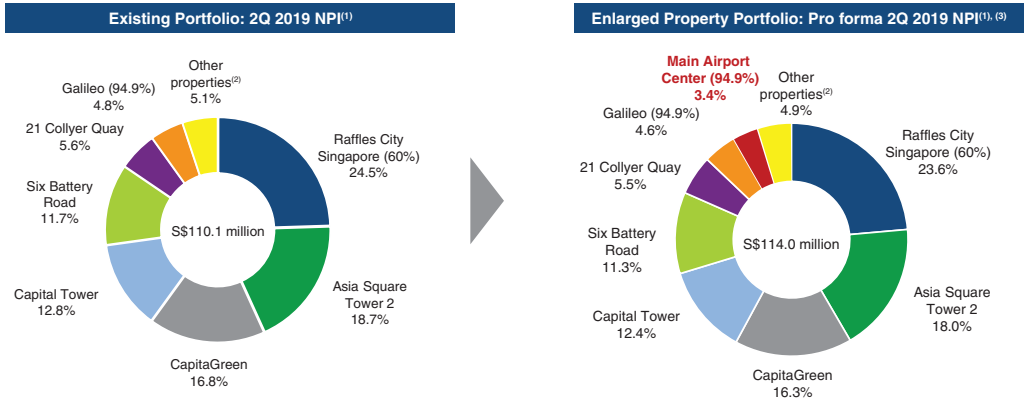 Existing Portfolio: 2Q 2019 NPI(1)
Other
properties(2)
5.1%
Galileo (94.9%)
4.8%
21 Collyer Quay
5.6%
Six Battery
Road
11.7%
Capital Tower
12.8%
CapitaGreen
16.8%
Asia Square
Tower 2
18.7%
Raffles City
Singapore (60%)
24.5%
S$110.1 million
Enlarged Property Portfolio: Pro forma 2Q 2019 NPI(1), (3)
Main Airport
Center (94.9%)
3.4%
Other
properties(2)
4.9%
Galileo (94.9%)
4.6%
21 Collyer Quay
5.5%
Six Battery
Road
11.3%
Capital Tower
12.4%
CapitaGreen
16.3%
Asia Square
Tower 2
18.0%
Raffles City
Singapore (60%)
23.6%
S$114.0 million